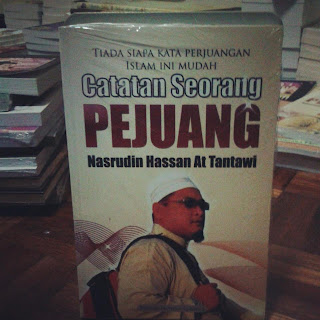 TIADA SIAPA KATA PERJUANGAN
ISLAM INI MUDAH
Catatan Seorang
PEJUANG
Nasrudin Hassan At Tantawi